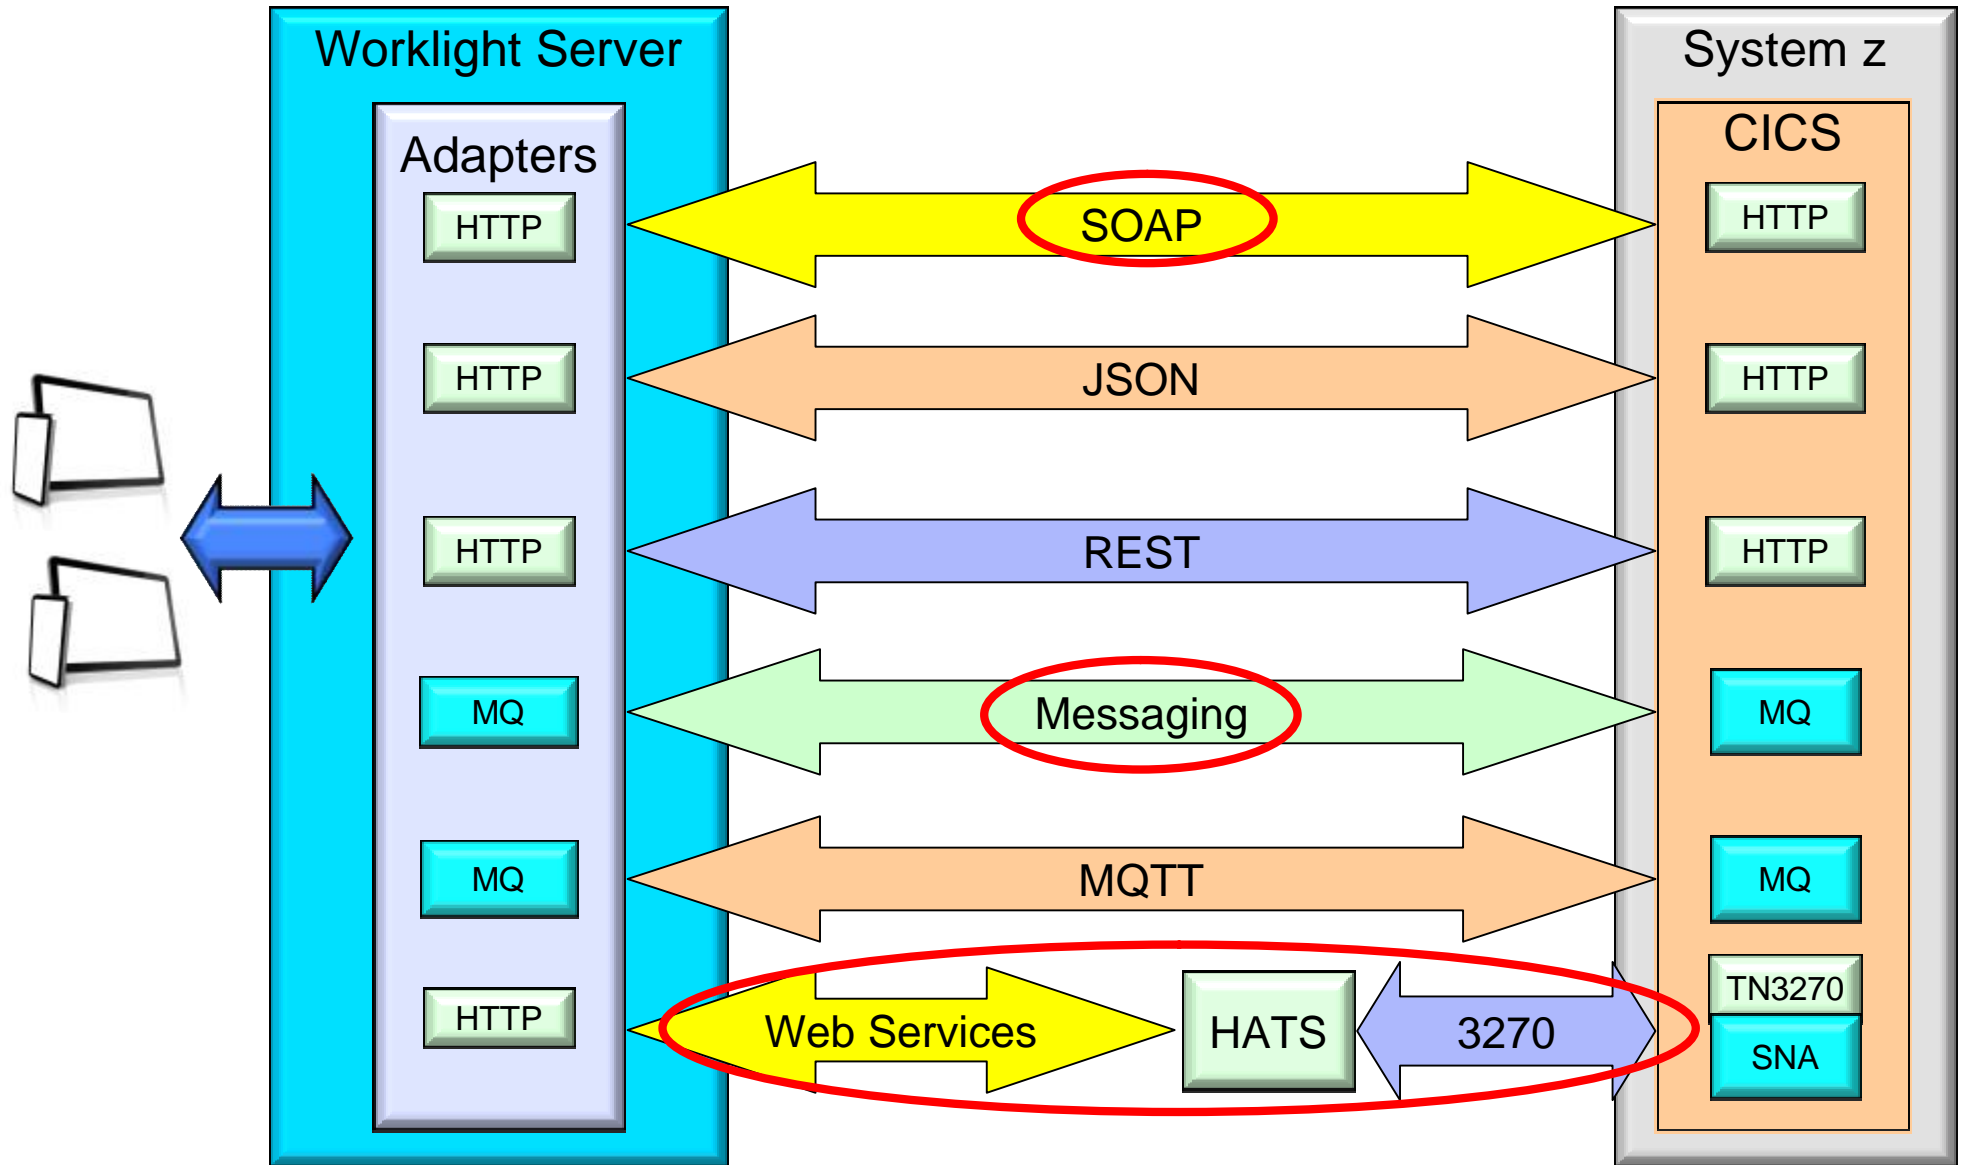 Worklight Server
System z
Adapters
CICS
HTTP
SOAP
HTTP
HTTP
JSON
HTTP
HTTP
REST
HTTP
MQ
Messaging
MQ
MQ
MQTT
MQ
HTTP
Web Services
HATS
3270
TN3270
SNA